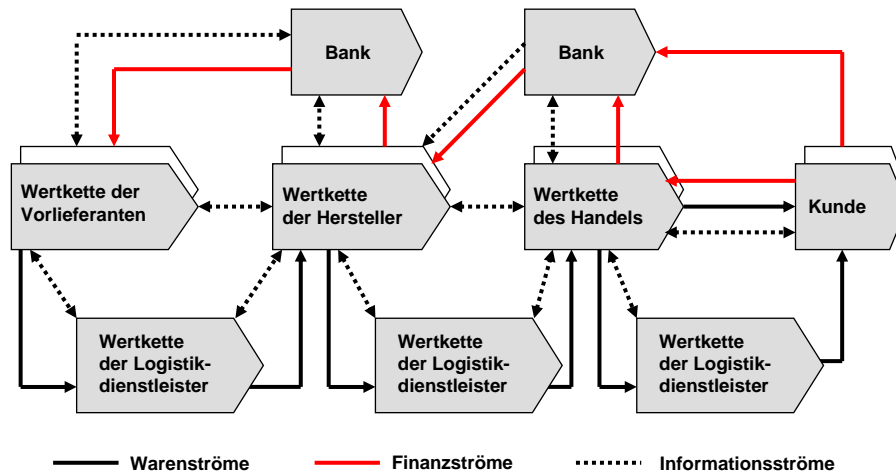 Bank
Bank
Wertkette der
Vorlieferanten
Wertkette
der Hersteller
Wertkette
des Handels
Kunde
Wertkette
der Logistik-
dienstleister
Wertkette
der Logistik-
dienstleister
Wertkette
der Logistik-
dienstleister
Warenströme
Finanzströme
Informationsströme